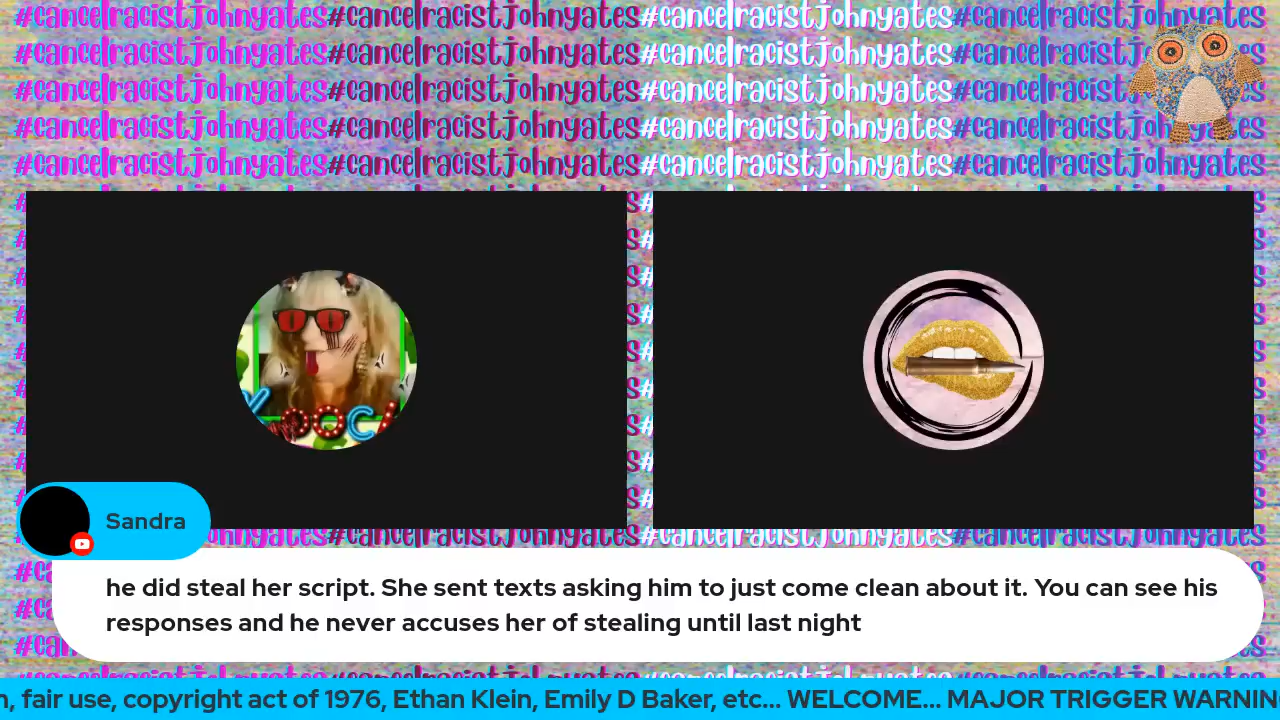 #cancelracistjohnyates#cancelracistjohnyates#cancelracistjohnyates#cancelracistjohnyates
#cancelracistjohnyates#cancelracistjohnyates#cancelracistjohnyates#cancelracistjohnyates
#cancelracistjohnyates#cancelracistjohnyates#cancelracistjohnyates#cancelracistjohnyates
#cancelracistjohnyates#cancelracistjohnyates#cancelracistjohnyates#cancelracistjohnyates
#cancelracistjohnyates#cancelracistjohnyates#cancelracistjohnyates#cancelracistjohnyates
Sandra
he did steal her script. She sent texts asking him to just come clean about it. You can see his
responses and he never accuses her of stealing until last night
fair use, copyright act of 1976, Ethan Klein, Emily D Baker, etc... WELCOME... MAJOR TRIGGER WARNIN